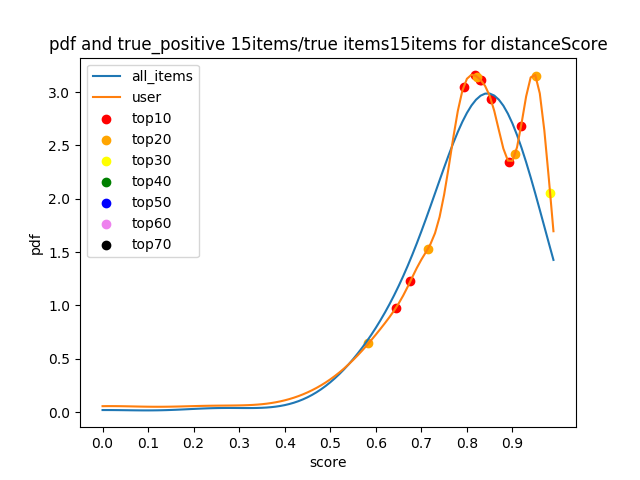 pdf and true_positive 15items/true items15items for distanceScore
all_items
user
top10
top20
top30
top40
top50
top60
top70
pdf
3.0
2.5
2.0
1.5
1.0
0.5
0.0
0.0 0.1 0.2 0.3 0.4 0.5 0.6 0.7 0.8 0.9
score